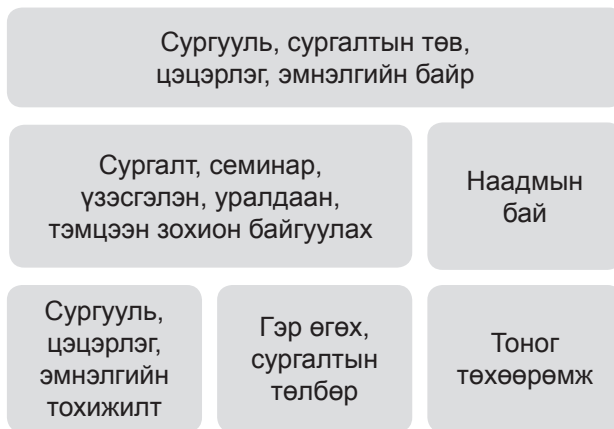 Сургууль, сургалтын төв,
цэцэрлэг, эмнэлгийн байр
Сургалт, семинар,
үзэсгэлэн, уралдаан,
тэмцээн зохион байгуулах
Наадмын
бай
Сургууль,
цэцэрлэг,
эмнэлгийн
тохижилт
Гэр өгөх,
сургалтын
төлбөр
Тоног
төхөөрөмж